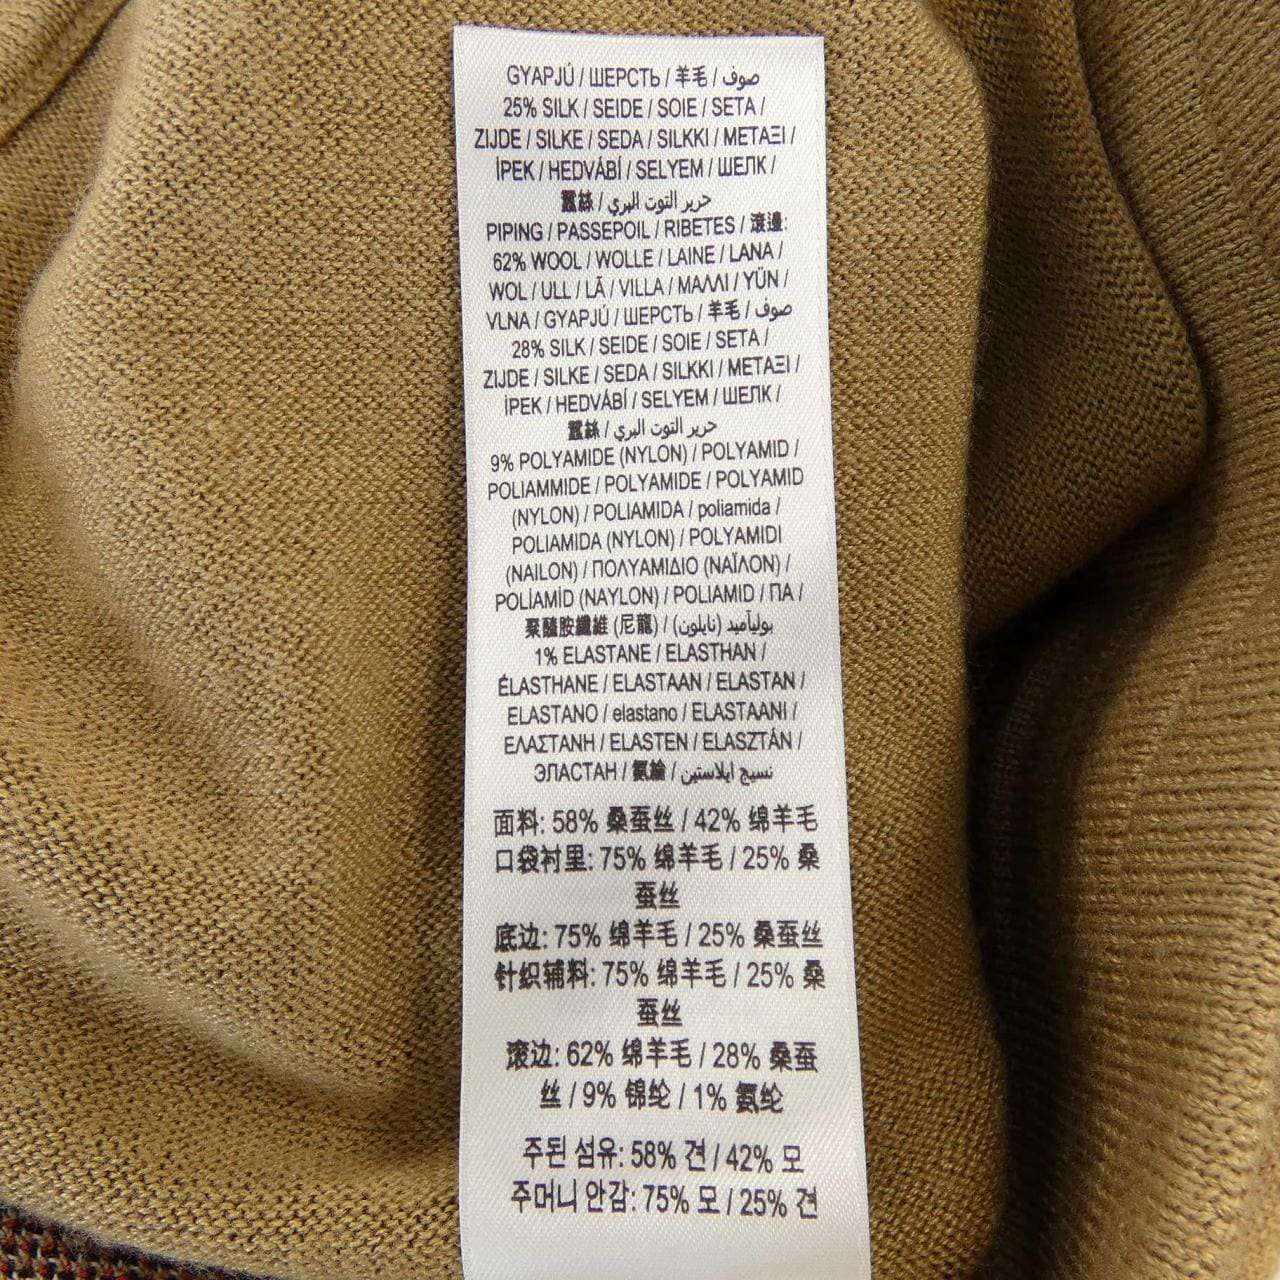 GYAPJÚ / ШЕРСТЬ / 羊毛 / صوف
25% SILK / SEIDE / SOIE / SETA /
ZIJDE / SILKE / SEDA / SILKKI / ΜΕΤΑΞΙ /
İPEK / HEDVÁBÍ / SELYEM / ШЕЛК /
蠶絲 / حرير التوت البري
PIPING / PASSEPOIL / RIBETES / 滾邊:
62% WOOL / WOLLE / LAINE / LANA /
WOL / ULL / LÃ / VILLA / ΜΑΛΛΙ / YÜN /
VLNA / GYAPJÚ / ШЕРСТЬ / 羊毛 / صوف
28% SILK / SEIDE / SOIE / SETA /
ZIJDE / SILKE / SEDA / SILKKI / ΜΕΤΑΞΙ /
İPEK / HEDVÁBÍ / SELYEM / ШЕЛК /
蠶絲 / حرير التوت البري
9% POLYAMIDE (NYLON) / POLYAMID /
POLIAMMIDE / POLYAMIDE / POLYAMID
(NYLON) / POLIAMIDA / poliamida /
POLIAMIDA (NYLON) / POLYAMIDI
(NAILON) / ΠΟΛΥΑΜΙΔΙΟ (ΝΑΪΛΟΝ) /
POLİAMİD (NAYLON) / POLIAMID / ПА /
聚醯胺纖維 (尼龍) / بوليآميد (نايلون)
1% ELASTANE / ELASTHAN /
ÉLASTHANE / ELASTAAN / ELASTAN /
ELASTANO / elastano / ELASTAANI /
ΕΛΑΣΤΑΝΗ / ELASTEN / ELASZTÁN /
ЭЛАСТАН / 氨綸 / نسيج ايلاستين
面料: 58% 桑蚕丝 / 42% 绵羊毛
口袋衬里: 75% 绵羊毛 / 25% 桑
蚕丝
底边: 75% 绵羊毛 / 25% 桑蚕丝
针织辅料: 75% 绵羊毛 / 25% 桑
蚕丝
滚边: 62% 绵羊毛 / 28% 桑蚕
丝 / 9% 锦纶 / 1% 氨纶
주된 섬유: 58% 견 / 42% 모
주머니 안감: 75% 모 / 25% 견